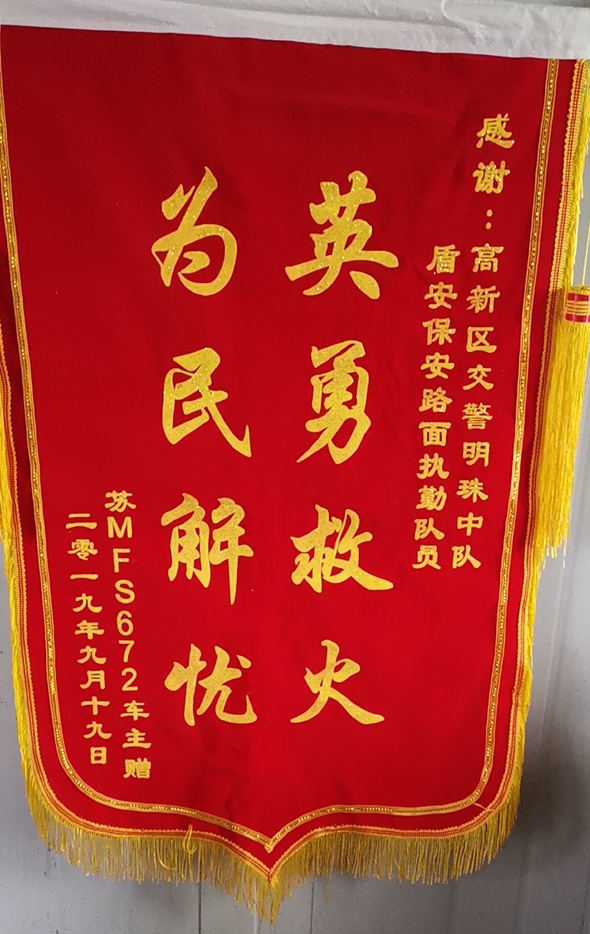 感谢：高新区交警明珠中队
盾安保安路面执勤队员
英勇救火
为民解忧
苏MFS672车主赠
二零一九年九月十九日